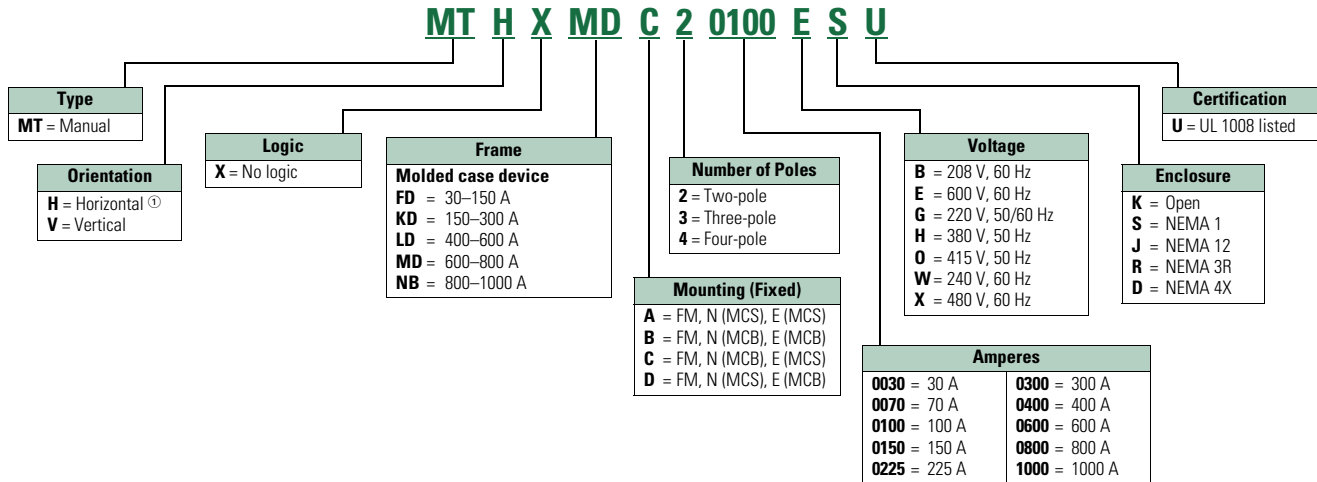 MT H X MD C 2 0100 E S U
Type
MT = Manual
Orientation
H = Horizontal ①
V = Vertical
Logic
X = No logic
Frame
Molded case device
FD = 30–150 A
KD = 150–300 A
LD = 400–600 A
MD = 600–800 A
NB = 800–1000 A
Mounting (Fixed)
A = FM, N (MCS), E (MCS)
B = FM, N (MCB), E (MCB)
C = FM, N (MCB), E (MCS)
D = FM, N (MCS), E (MCB)
Number of Poles
2 = Two-pole
3 = Three-pole
4 = Four-pole
Amperes
0030 = 30 A
0070 = 70 A
0100 = 100 A
0150 = 150 A
0225 = 225 A
0300 = 300 A
0400 = 400 A
0600 = 600 A
0800 = 800 A
1000 = 1000 A
Voltage
B = 208 V, 60 Hz
E = 600 V, 60 Hz
G = 220 V, 50/60 Hz
H = 380 V, 50 Hz
O = 415 V, 50 Hz
W = 240 V, 60 Hz
X = 480 V, 60 Hz
Enclosure
K = Open
S = NEMA 1
J = NEMA 12
R = NEMA 3R
D = NEMA 4X
Certification
U = UL 1008 listed